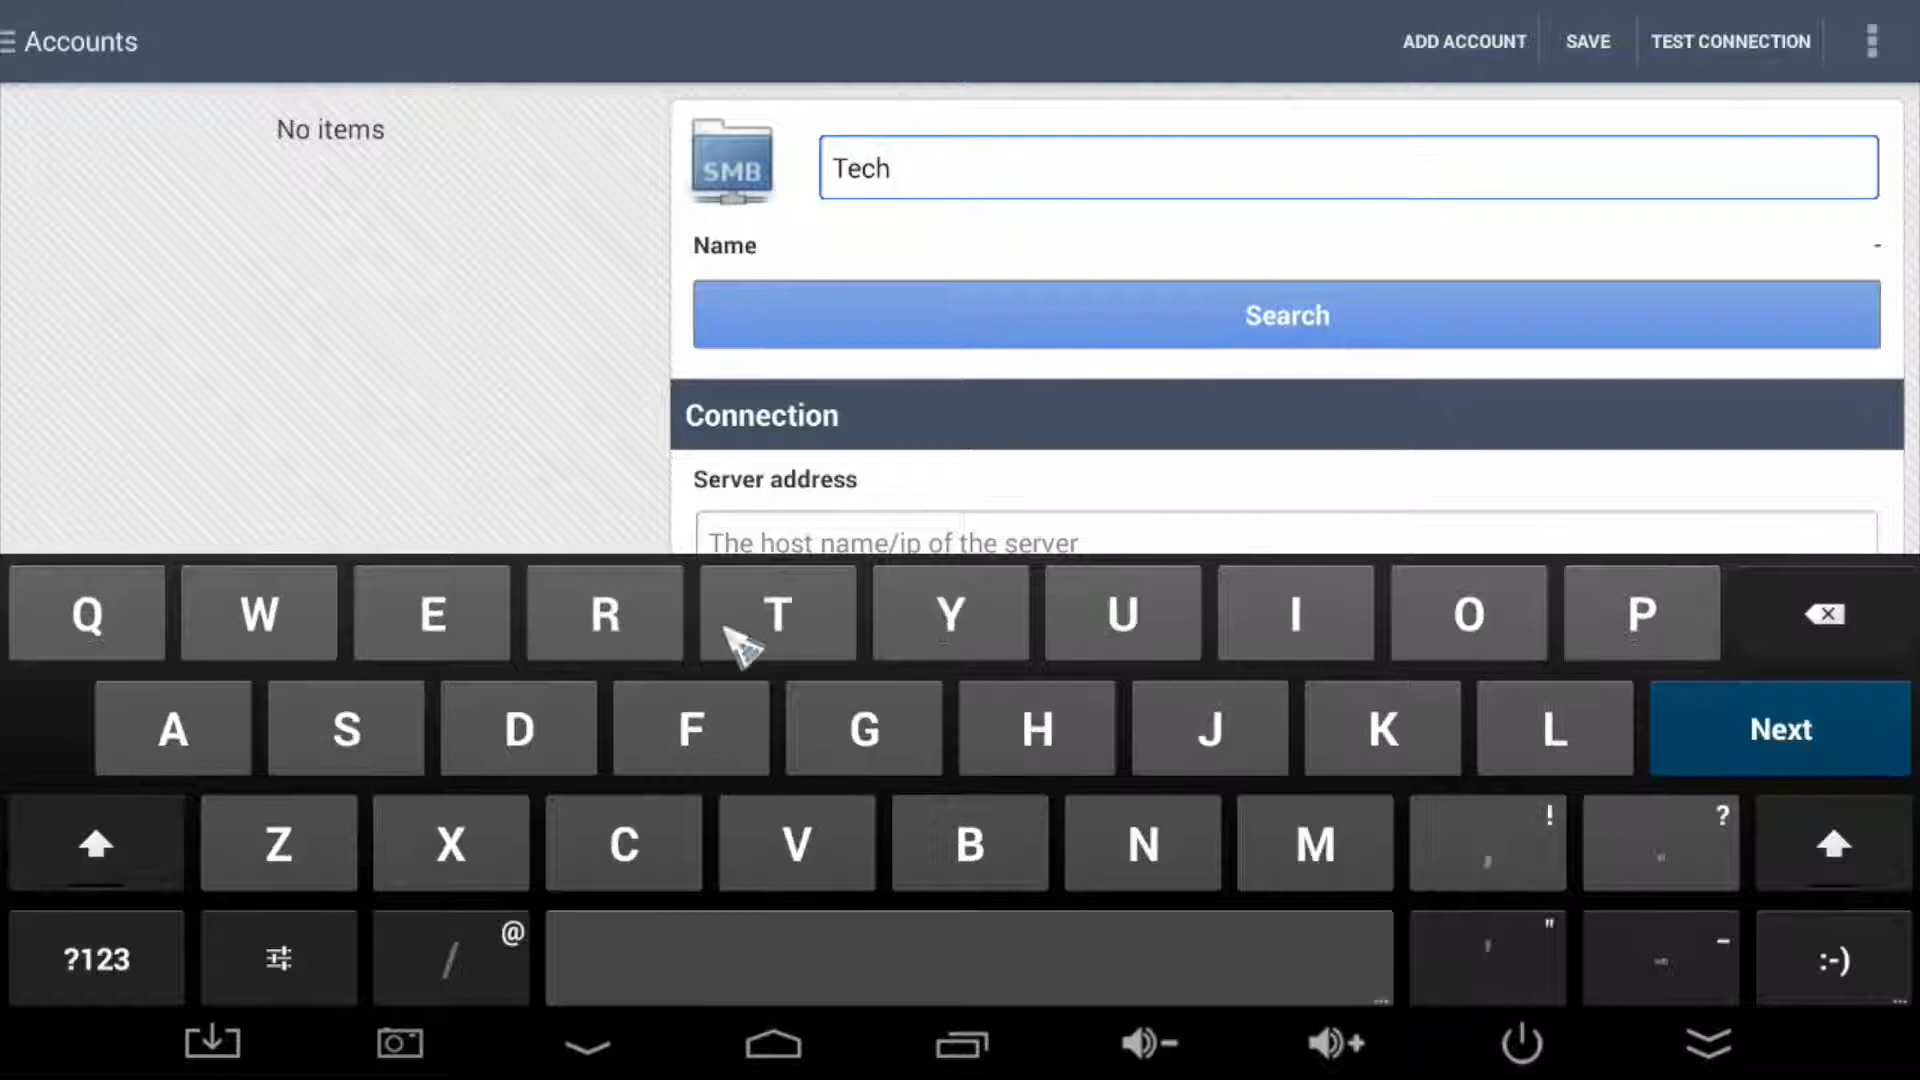 Accounts
ADD ACCOUNT
SAVE
TEST CONNECTION
No items
SMB
Tech
Name
-
Search
Connection
Server address
The host name/ip of the server
Q W E R T Y U I O P
A S D F G H J K L Next
Z X C V B N M , ! . ?
?123 / @ ' " - _ :-)